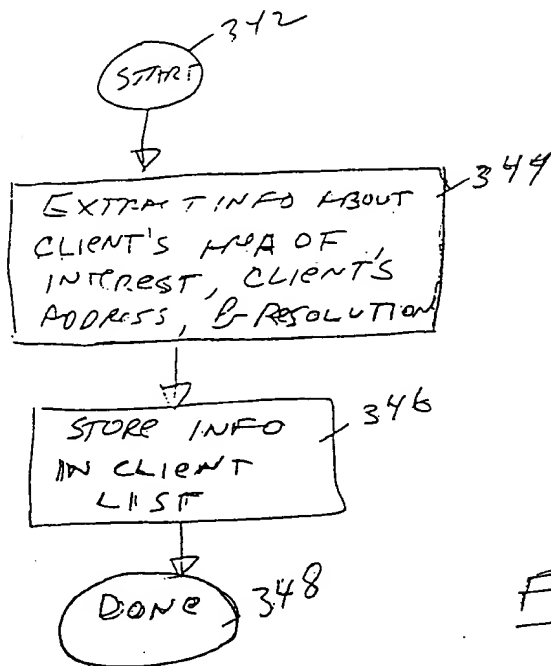 342
START
344
EXTRACT INFO ABOUT
CLIENT'S AREA OF
INTEREST, CLIENT'S
ADDRESS, & RESOLUTION
346
STORE INFO
IN CLIENT
LIST
DONE
348
F